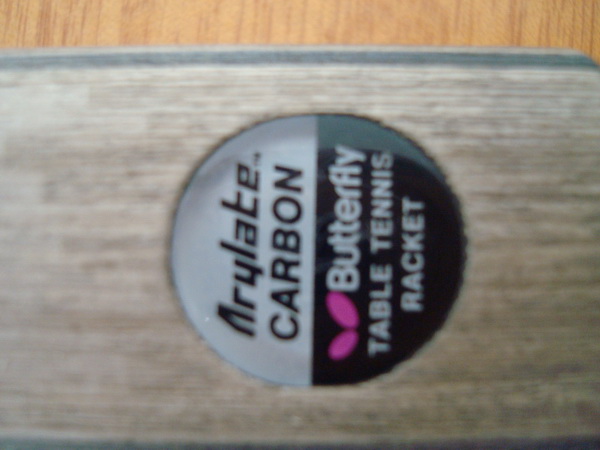 Arylate™
CARBON
Butterfly
TABLE TENNIS
RACKET